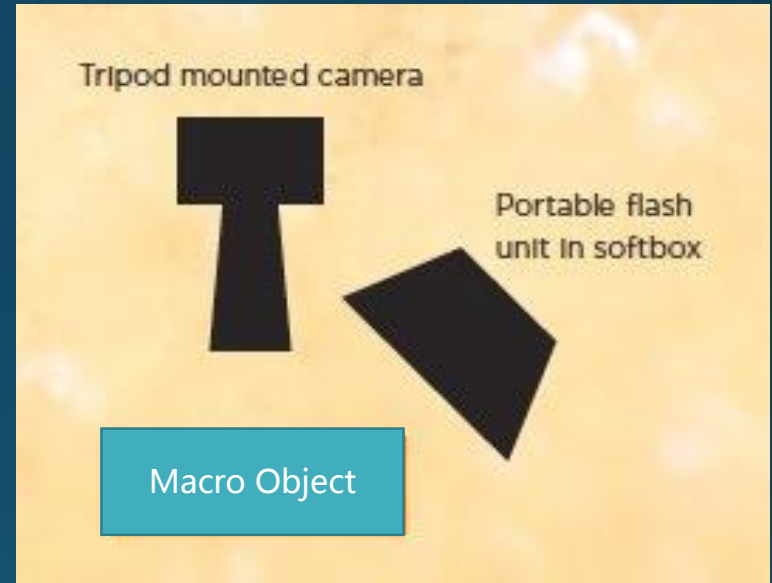 Tripod mounted camera
Portable flash
unit in softbox
Macro Object